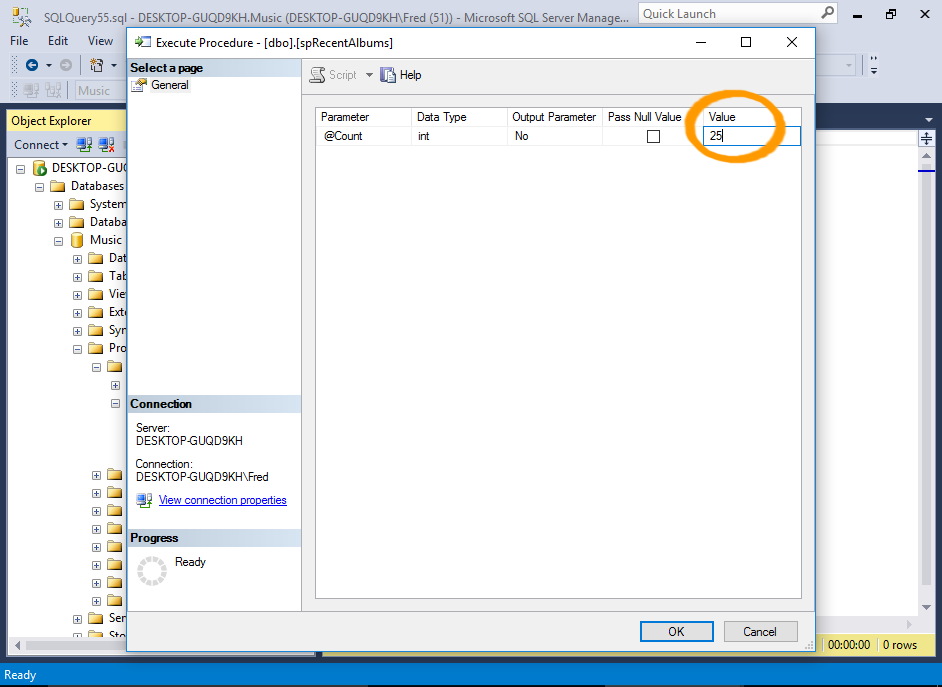 SQLQuery55.sql - DESKTOP-GUQD9KH.Music (DESKTOP-GUQD9KH\Fred (51)) - Microsoft SQL Server Manage...
Quick Launch
File Edit View
Music
Object Explorer
Connect
DESKTOP-GUQ
Databases
System
Databa
Music
Dat
Tab
Vie
Exte
Syn
Pro
Ser
Sto
Execute Procedure - [dbo].[spRecentAlbums]
Select a page
General
Script Help
Parameter Data Type Output Parameter Pass Null Value Value
@Count int No 25
Connection
Server:
DESKTOP-GUQD9KH
Connection:
DESKTOP-GUQD9KH\Fred
View connection properties
Progress
Ready
OK Cancel
00:00:00 0 rows
Ready